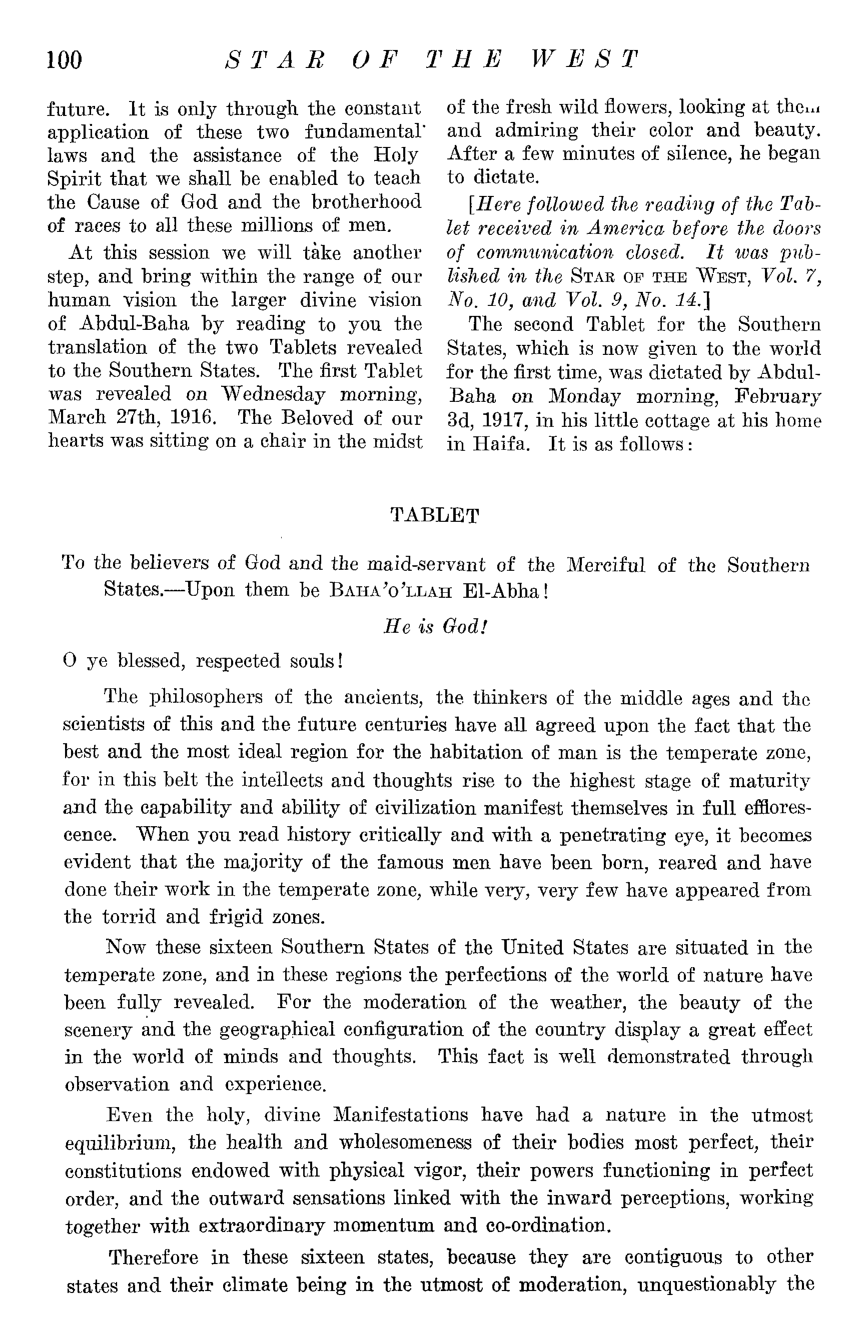 100 STAR OF THE WEST
future. It is only through the constant
application of these two fundamental
laws and the assistance of the Holy
Spirit that we shall be enabled to teach
the Cause of God and the brotherhood
of races to all these millions of men.
At this session we will take another
step, and bring within the range of our
human vision the larger divine vision
of Abdul-Baha by reading to you the
translation of the two Tablets revealed
to the Southern States. The first Tablet
was revealed on Wednesday morning,
March 27th, 1916. The Beloved of our
hearts was sitting on a chair in the midst
of the fresh wild flowers, looking at them
and admiring their color and beauty.
After a few minutes of silence, he began
to dictate.
[Here followed the reading of the Tab-
let received in America before the doors
of communication closed. It was pub-
lished in the STAR OF THE WEST, Vol. 7,
No. 10, and Vol. 9, No. 14.]
The second Tablet for the Southern
States, which is now given to the world
for the first time, was dictated by Abdul-
Baha on Monday morning, February
3d, 1917, in his little cottage at his home
in Haifa. It is as follows:
TABLET
To the believers of God and the maid-servant of the Merciful of the Southern
States.—Upon them be BAHA'O'LLAH El-Abha!
He is God!
O ye blessed, respected souls!
The philosophers of the ancients, the thinkers of the middle ages and the
scientists of this and the future centuries have all agreed upon the fact that the
best and the most ideal region for the habitation of man is the temperate zone,
for in this belt the intellects and thoughts rise to the highest stage of maturity
and the capability and ability of civilization manifest themselves in full efflores-
cence. When you read history critically and with a penetrating eye, it becomes
evident that the majority of the famous men have been born, reared and have
done their work in the temperate zone, while very, very few have appeared from
the torrid and frigid zones.
Now these sixteen Southern States of the United States are situated in the
temperate zone, and in these regions the perfections of the world of nature have
been fully revealed. For the moderation of the weather, the beauty of the
scenery and the geographical configuration of the country display a great effect
in the world of minds and thoughts. This fact is well demonstrated through
observation and experience.
Even the holy, divine Manifestations have had a nature in the utmost
equilibrium, the health and wholesomeness of their bodies most perfect, their
constitutions endowed with physical vigor, their powers functioning in perfect
order, and the outward sensations linked with the inward perceptions, working
together with extraordinary momentum and co-ordination.
Therefore in these sixteen states, because they are contiguous to other
states and their climate being in the utmost of moderation, unquestionably the